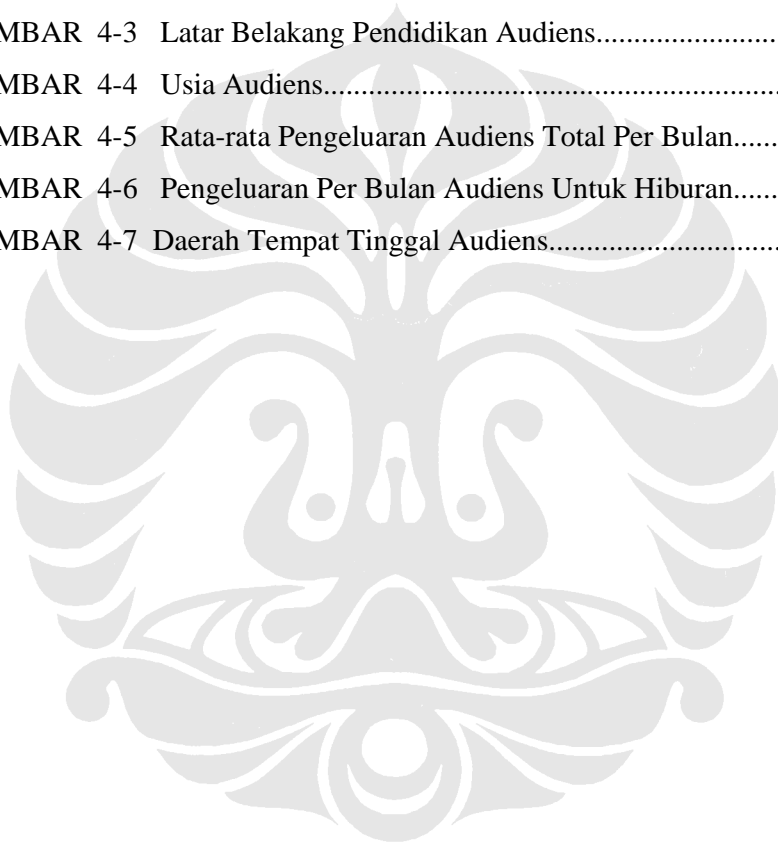 MBAR 4-3 Latar Belakang Pendidikan Audiens.......................
MBAR 4-4 Usia Audiens...............................................................
MBAR 4-5 Rata-rata Pengeluaran Audiens Total Per Bulan.......
MBAR 4-6 Pengeluaran Per Bulan Audiens Untuk Hiburan.......
MBAR 4-7 Daerah Tempat Tinggal Audiens................................